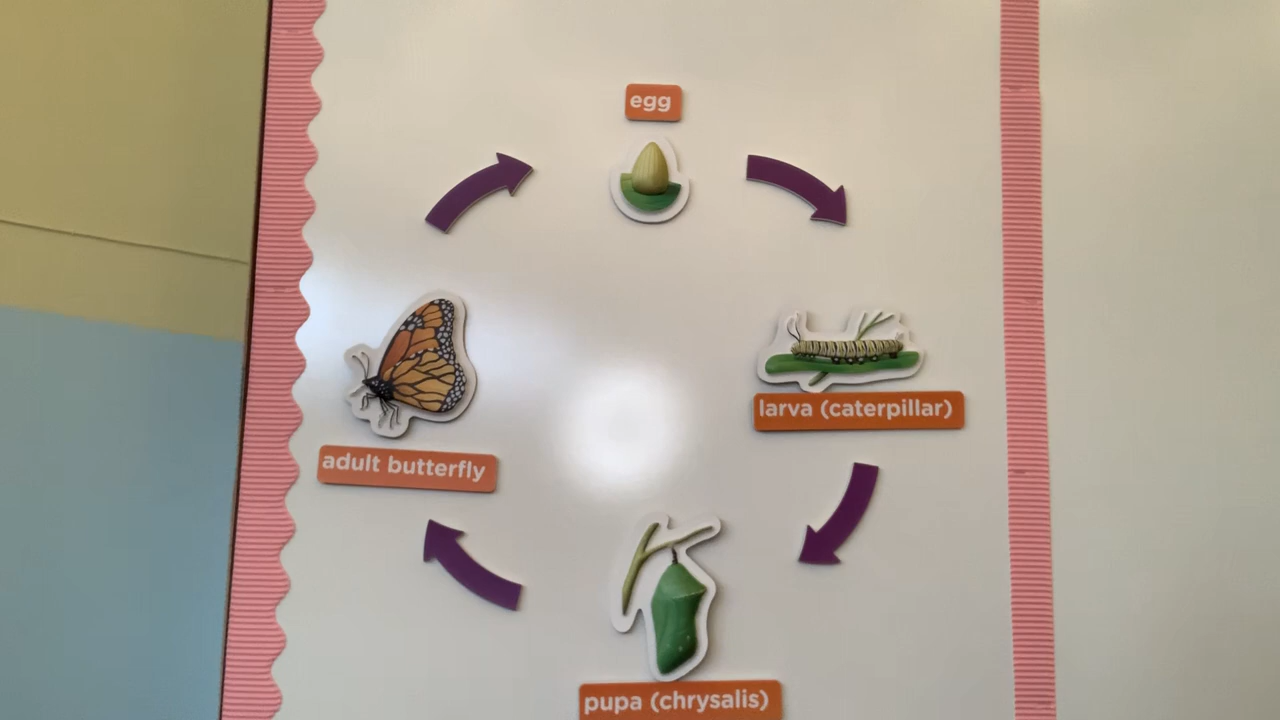 egg
larva (caterpillar)
adult butterfly
pupa (chrysalis)